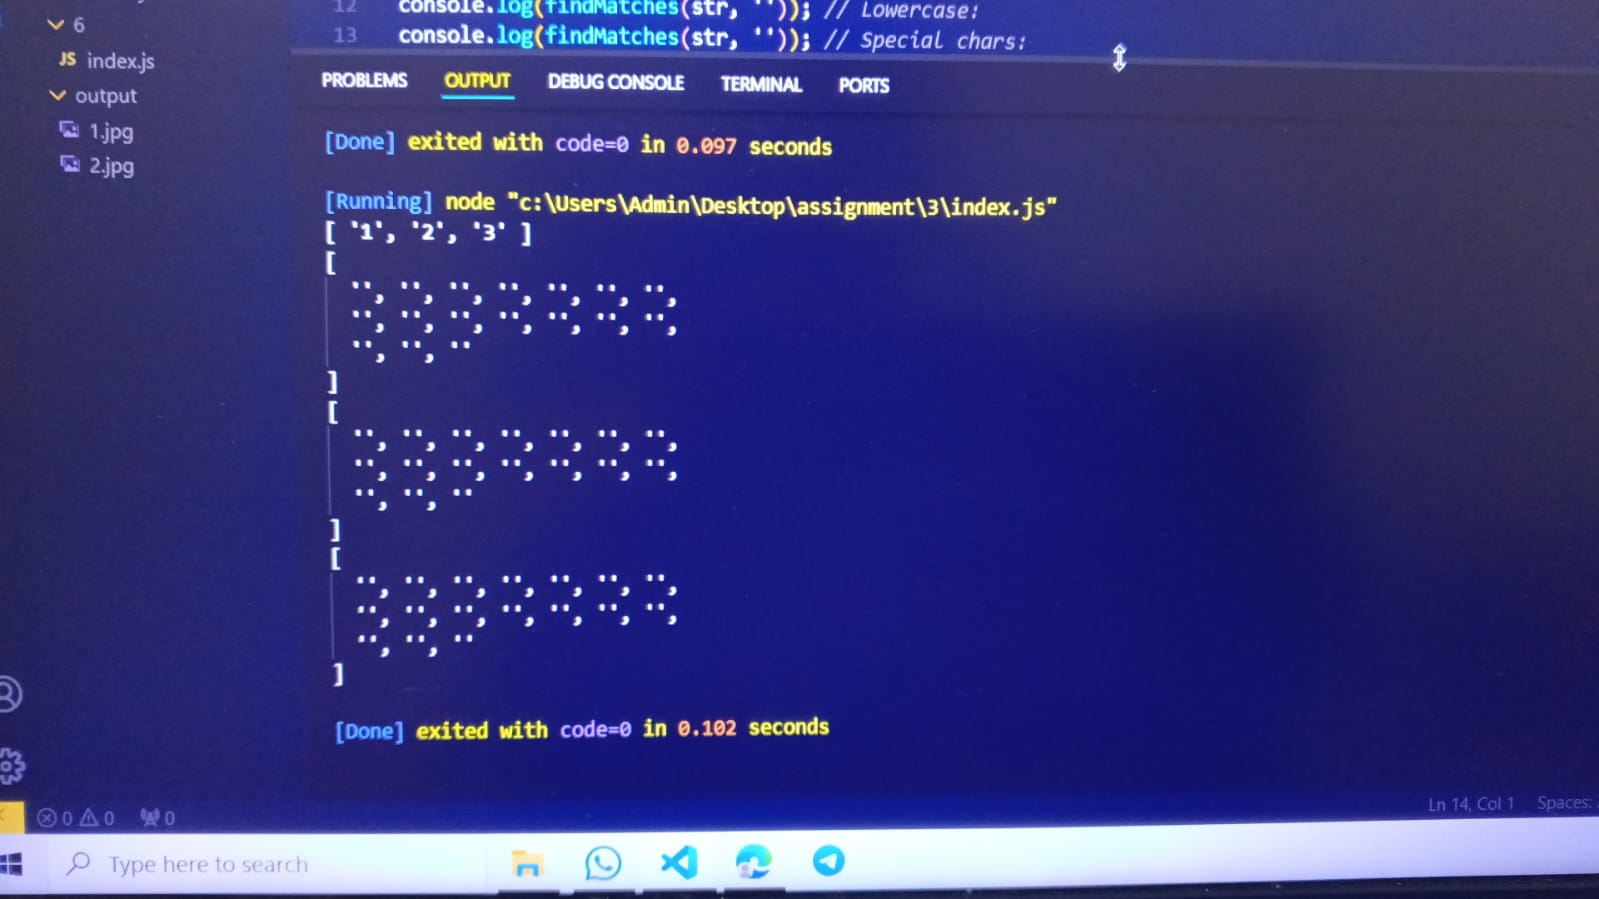 6
JS index.js
output
1.jpg
2.jpg
12 console.log(findMatches(str, '')); // Lowercase:
13 console.log(findMatches(str, '')); // Special chars:
PROBLEMS OUTPUT DEBUG CONSOLE TERMINAL PORTS
[Done] exited with code=0 in 0.097 seconds
[Running] node "c:\Users\Admin\Desktop\assignment\3\index.js"
[ '1', '2', '3' ]
[
'', '', '', '', '', '', '',
'', '', '', '', '', '', '',
'', '', ''
]
[
'', '', '', '', '', '', '',
'', '', '', '', '', '', '',
'', '', ''
]
[
'', '', '', '', '', '', '',
'', '', '', '', '', '', '',
'', '', ''
]
[Done] exited with code=0 in 0.102 seconds
0 0 0
Ln 14, Col 1 Spaces:
Type here to search